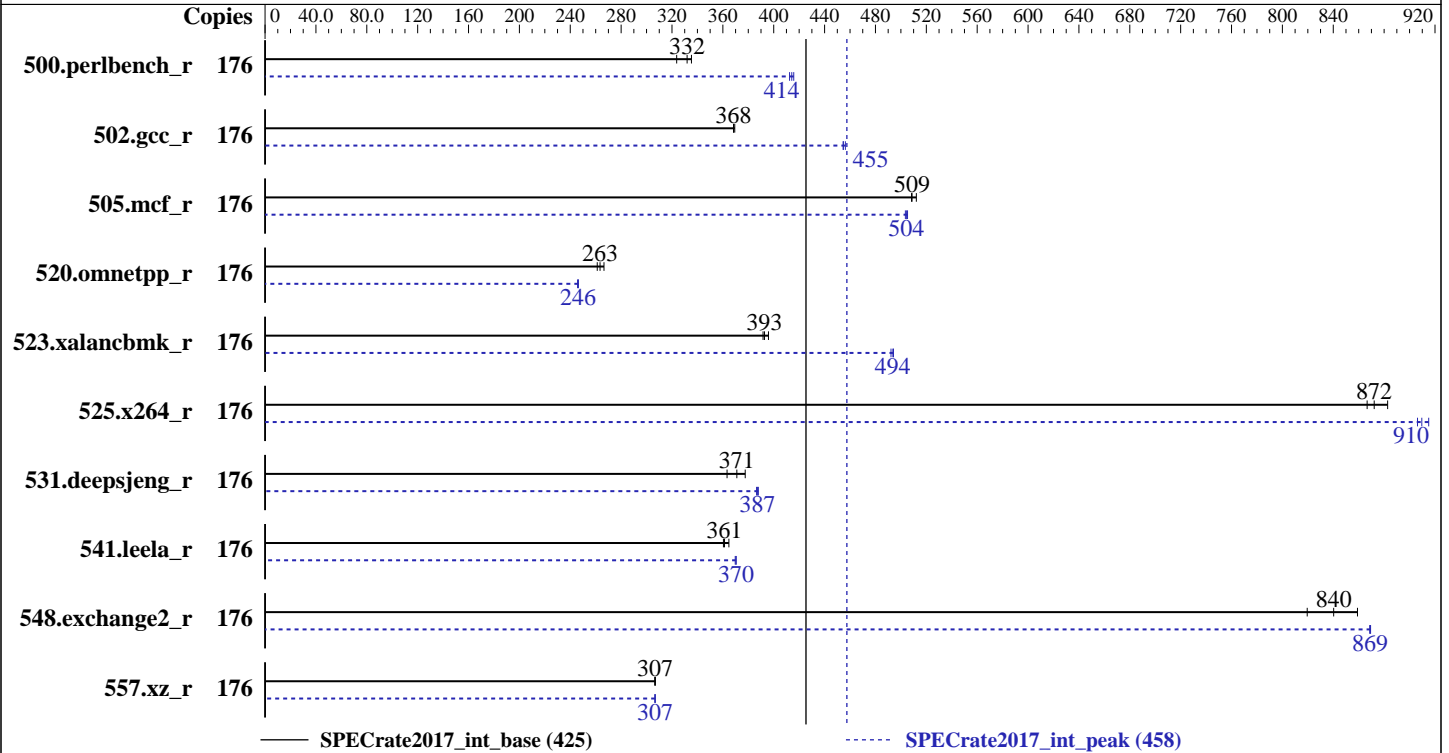 Copies 0 40.0 80.0 120 160 200 240 280 320 360 400 440 480 520 560 600 640 680 720 760 800 840 920
332
500.perlbench_r 176
414
368
502.gcc_r 176
455
509
505.mcf_r 176
504
263
520.omnetpp_r 176
246
393
523.xalancbmk_r 176
494
872
525.x264_r 176
910
371
531.deepsjeng_r 176
387
361
541.leela_r 176
370
840
548.exchange2_r 176
869
307
557.xz_r 176
307
SPECrate2017_int_base (425) SPECrate2017_int_peak (458)